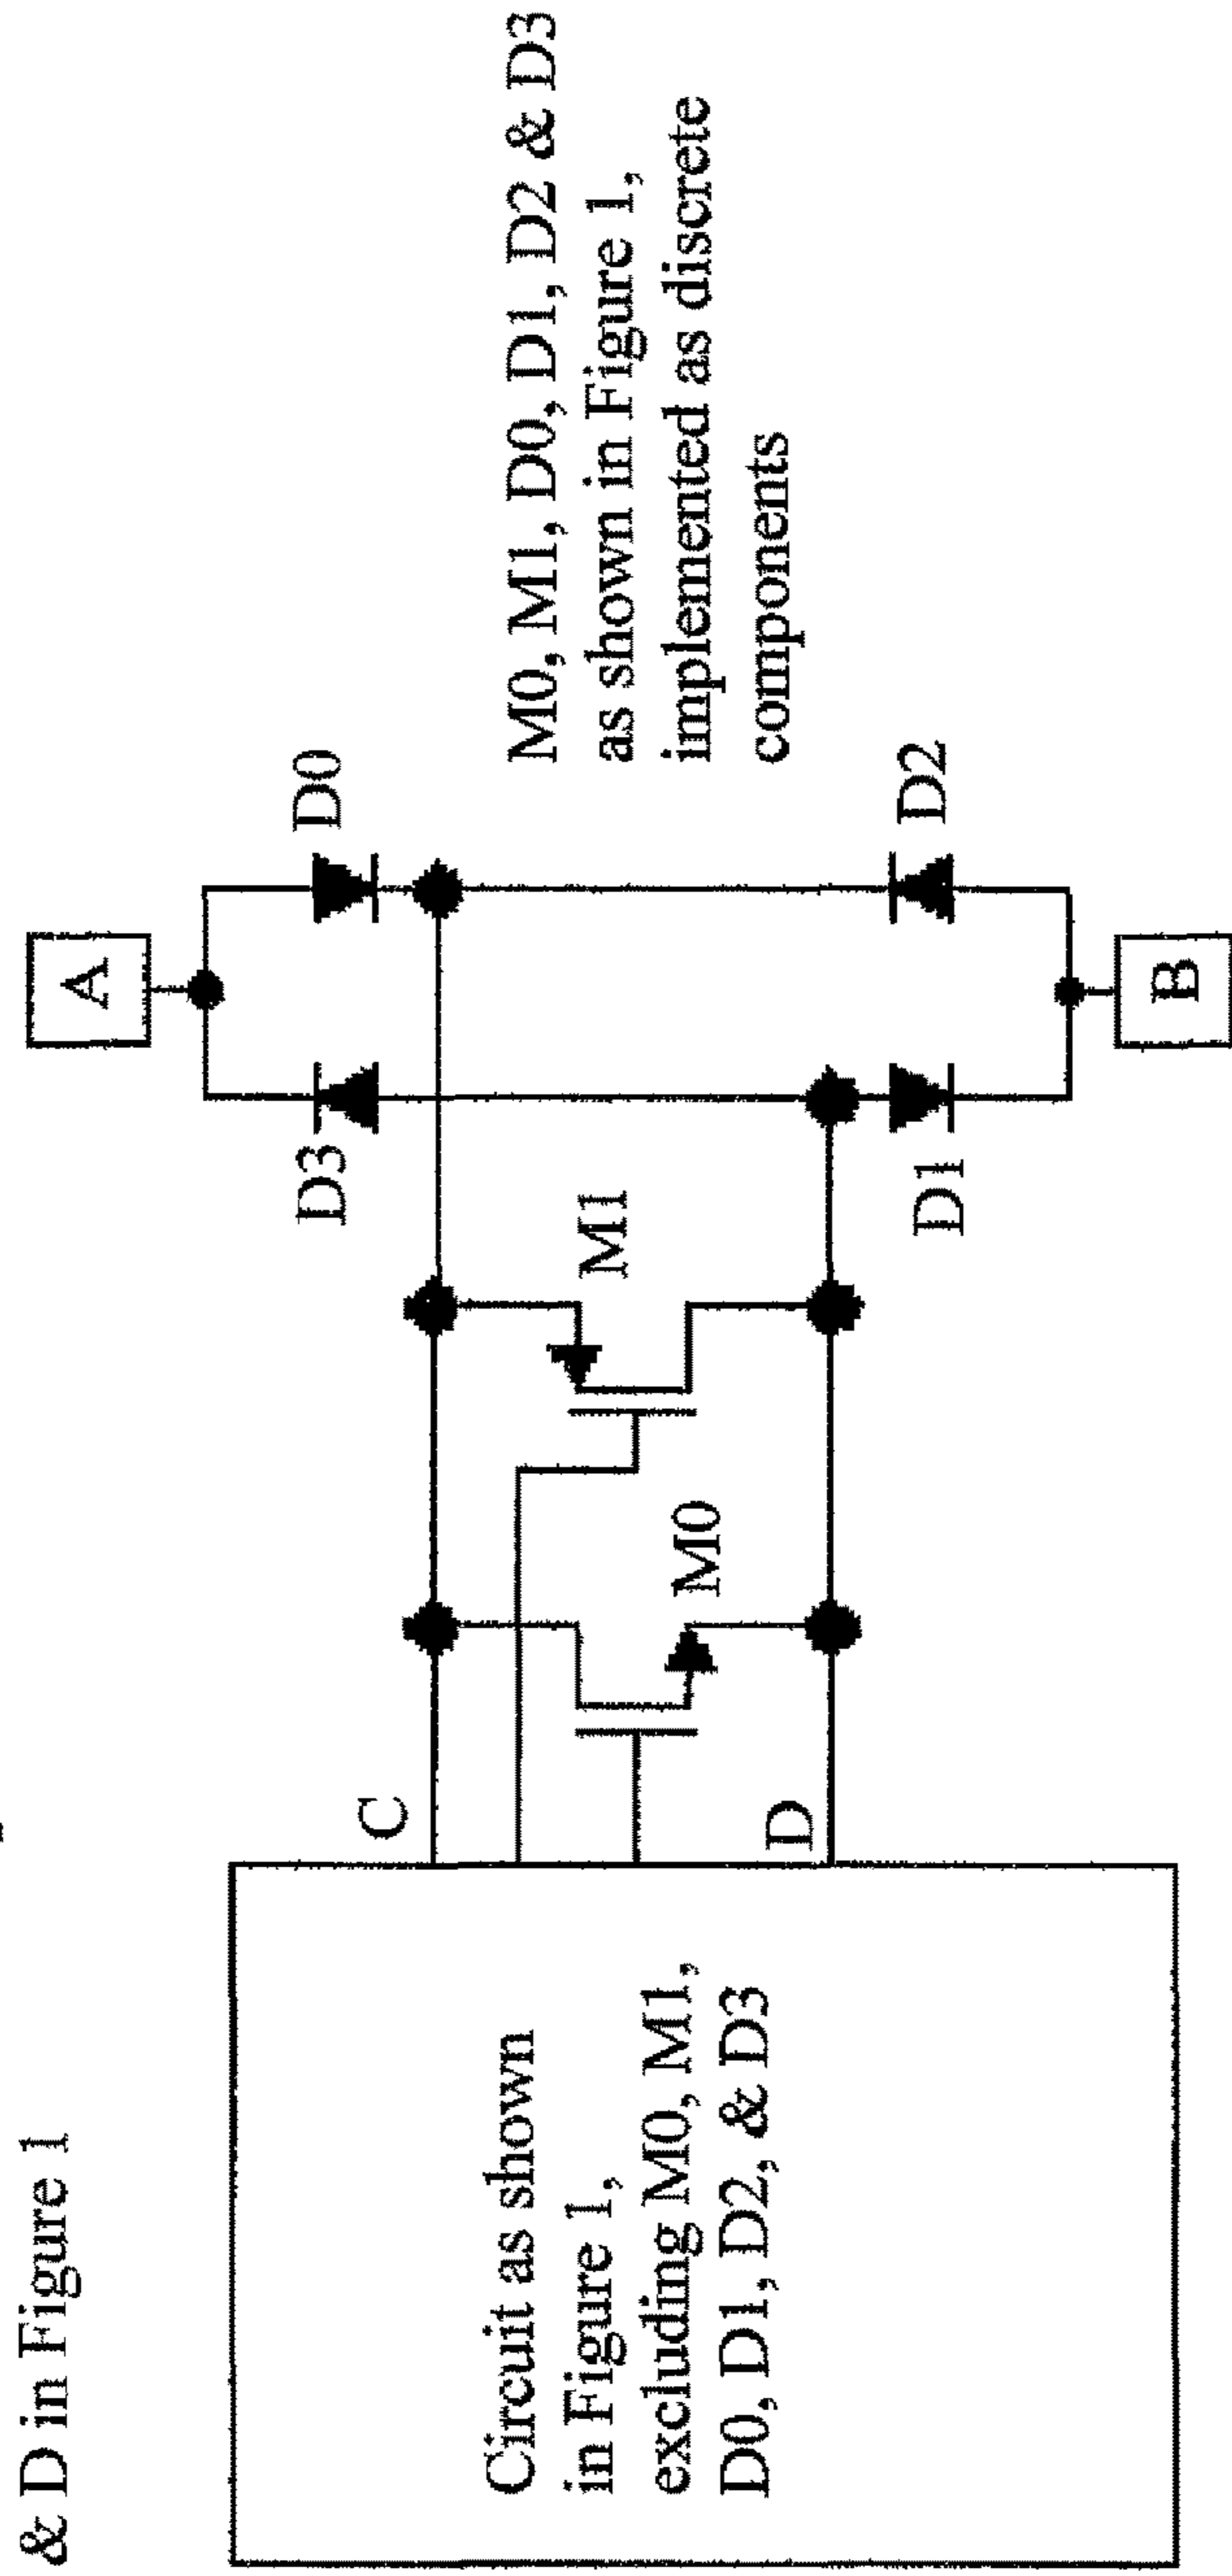 & D in Figure 1
Circuit as shown
in Figure 1,
excluding M0, M1,
D0, D1, D2, & D3
C
D
M0
M1
D3
D1
A
B
D0
D2
M0, M1, D0, D1, D2 & D3
as shown in Figure 1,
implemented as discrete
components